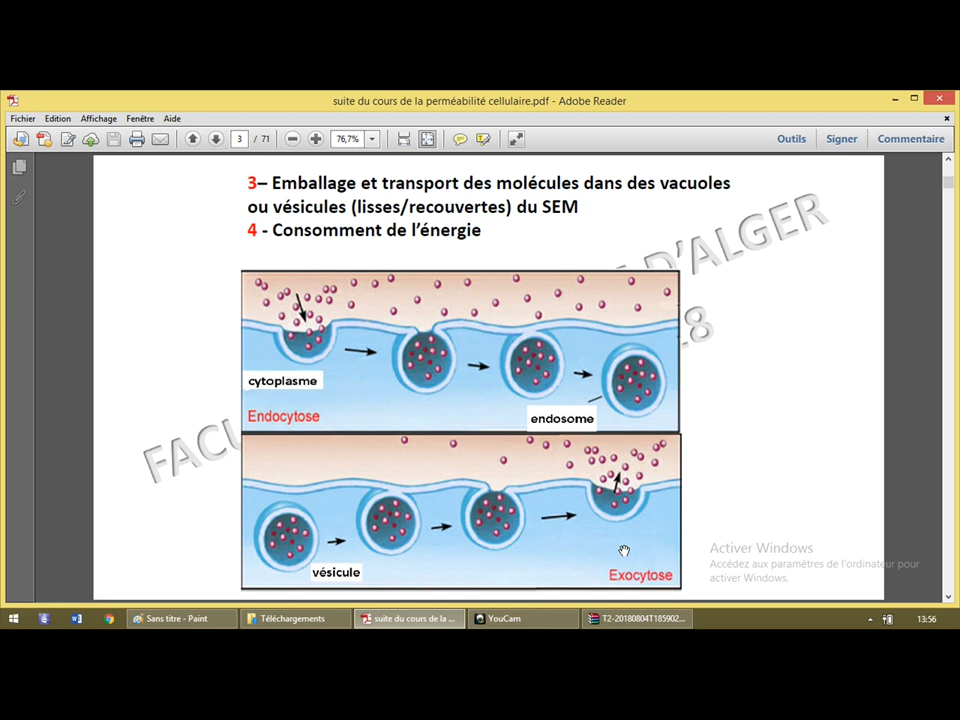 suite du cours de la perméabilité cellulaire.pdf - Adobe Reader
Fichier Edition Affichage Fenêtre Aide
3 / 71 76,7% Outils Signer Commentaire
3– Emballage et transport des molécules dans des vacuoles
ou vésicules (lisses/recouvertes) du SEM
4 - Consomment de l'énergie
D'ALGER
cytoplasme
Endocytose
endosome
vésicule
Exocytose
Activer Windows
Accédez aux paramètres de l'ordinateur pour
activer Windows.
Sans titre - Paint
Téléchargements
suite du cours de la ...
YouCam
T2-20180804T185902...
13:56